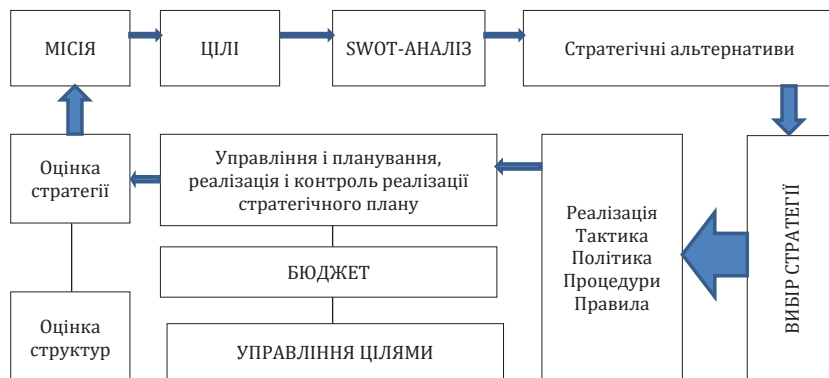 МІСІЯ
ЦІЛІ
SWOT-АНАЛІЗ
Стратегічні альтернативи
Оцінка
стратегії
Управління і планування,
реалізація і контроль реалізації
стратегічного плану
Реалізація
Тактика
Політика
Процедури
Правила
ВИБІР СТРАТЕГІЇ
БЮДЖЕТ
Оцінка
структур
УПРАВЛІННЯ ЦІЛЯМИ